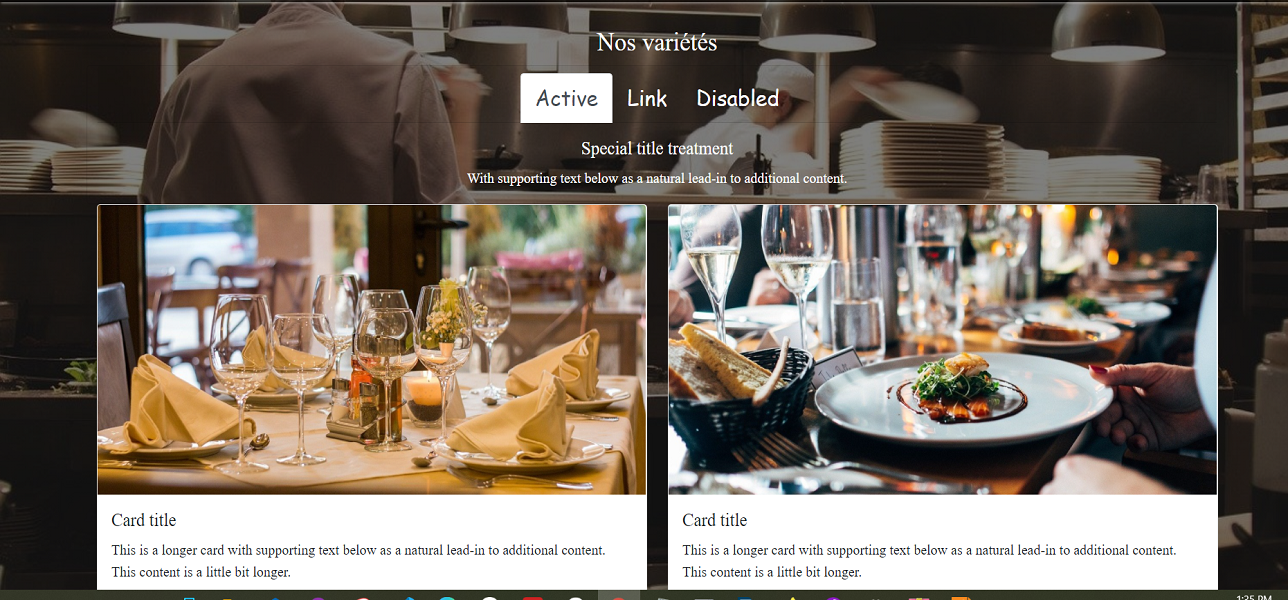 Nos variétés
Active Link Disabled
Special title treatment
With supporting text below as a natural lead-in to additional content.
Card title
This is a longer card with supporting text below as a natural lead-in to additional content.
This content is a little bit longer.
Card title
This is a longer card with supporting text below as a natural lead-in to additional content.
This content is a little bit longer.
1:35 PM